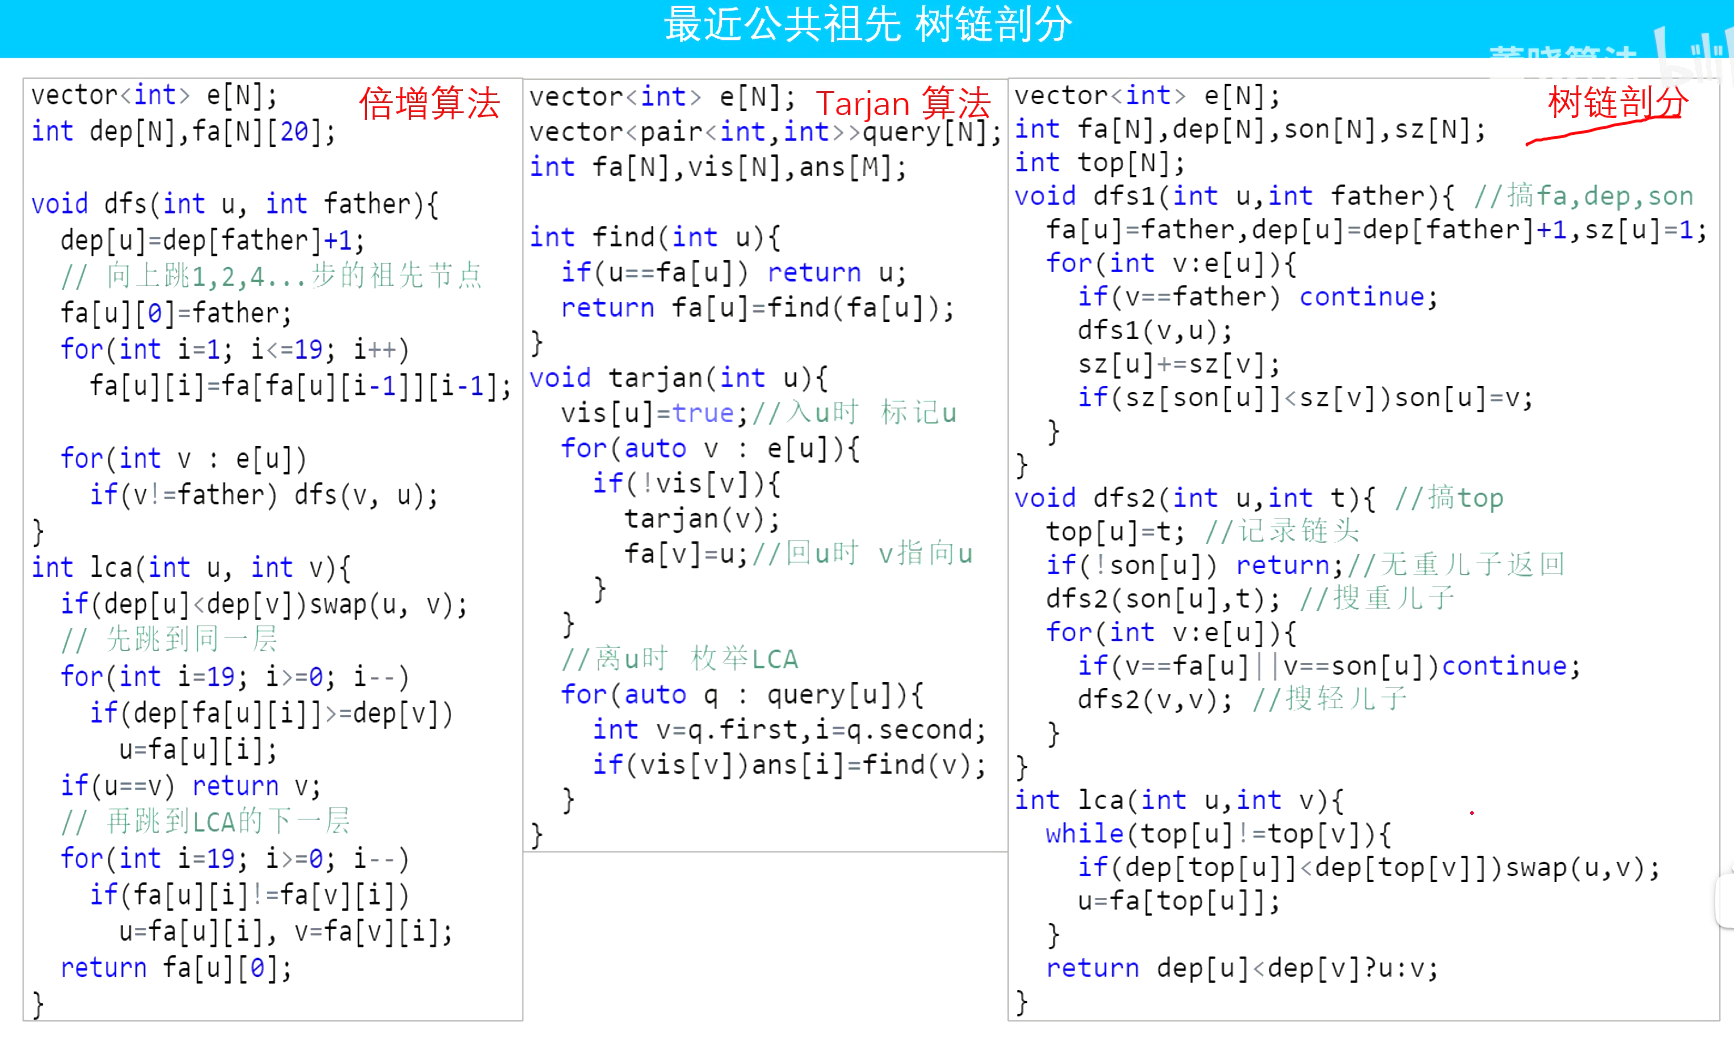 最近公共祖先 树链剖分
董晓算法
倍增算法
vector<int> e[N];
int dep[N],fa[N][20];
void dfs(int u, int father){
dep[u]=dep[father]+1;
// 向上跳1,2,4...步的祖先节点
fa[u][0]=father;
for(int i=1; i<=19; i++)
fa[u][i]=fa[fa[u][i-1]][i-1];
for(int v : e[u])
if(v!=father) dfs(v, u);
}
int lca(int u, int v){
if(dep[u]<dep[v])swap(u, v);
// 先跳到同一层
for(int i=19; i>=0; i--)
if(dep[fa[u][i]]>=dep[v])
u=fa[u][i];
if(u==v) return v;
// 再跳到LCA的下一层
for(int i=19; i>=0; i--)
if(fa[u][i]!=fa[v][i])
u=fa[u][i], v=fa[v][i];
return fa[u][0];
}
Tarjan 算法
vector<int> e[N];
vector<pair<int,int>>query[N];
int fa[N],vis[N],ans[M];
int find(int u){
if(u==fa[u]) return u;
return fa[u]=find(fa[u]);
}
void tarjan(int u){
vis[u]=true;//入u时 标记u
for(auto v : e[u]){
if(!vis[v]){
tarjan(v);
fa[v]=u;//回u时 v指向u
}
}
//离u时 枚举LCA
for(auto q : query[u]){
int v=q.first,i=q.second;
if(vis[v])ans[i]=find(v);
}
}
树链剖分
vector<int> e[N];
int fa[N],dep[N],son[N],sz[N];
int top[N];
void dfs1(int u,int father){ //搞fa,dep,son
fa[u]=father,dep[u]=dep[father]+1,sz[u]=1;
for(int v:e[u]){
if(v==father) continue;
dfs1(v,u);
sz[u]+=sz[v];
if(sz[son[u]]<sz[v])son[u]=v;
}
}
void dfs2(int u,int t){ //搞top
top[u]=t; //记录链头
if(!son[u]) return;//无重儿子返回
dfs2(son[u],t); //搜重儿子
for(int v:e[u]){
if(v==fa[u]||v==son[u])continue;
dfs2(v,v); //搜轻儿子
}
}
int lca(int u,int v){
while(top[u]!=top[v]){
if(dep[top[u]]<dep[top[v]])swap(u,v);
u=fa[top[u]];
}
return dep[u]<dep[v]?u:v;
}